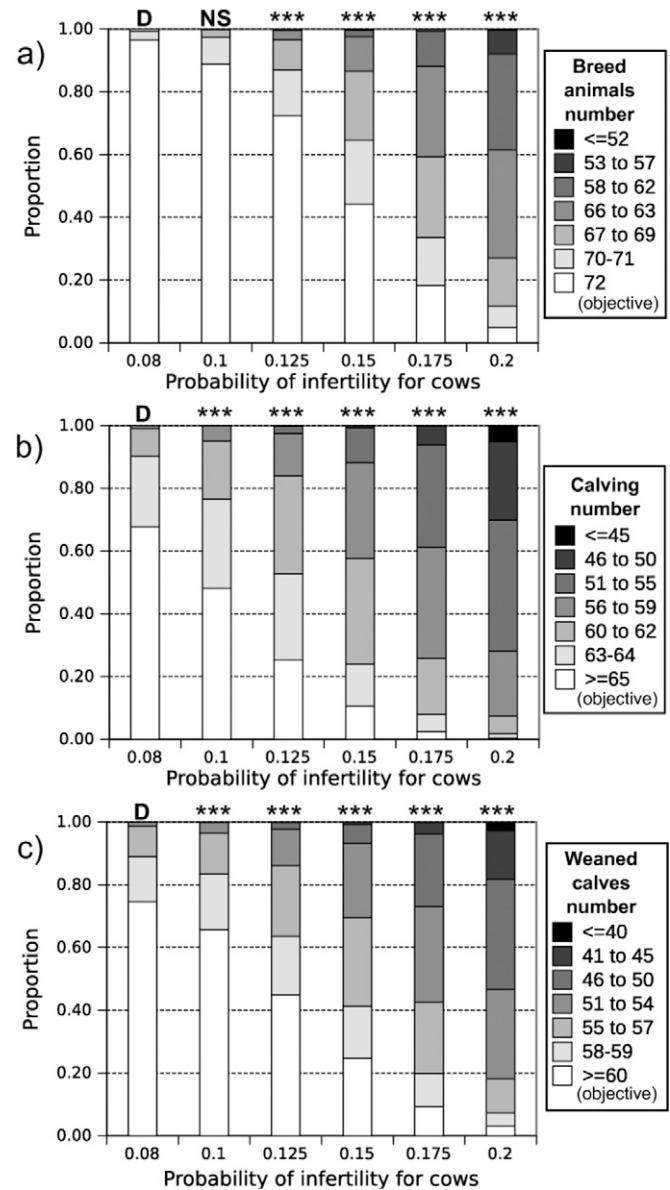 a)
D NS *** *** *** ***
1.00
0.80
0.60
0.40
0.20
0.00
Proportion
0.08 0.1 0.125 0.15 0.175 0.2
Probability of infertility for cows
Breed
animals
number
<=52
53 to 57
58 to 62
66 to 63
67 to 69
70-71
72
(objective)
b)
D *** *** *** *** ***
1.00
0.80
0.60
0.40
0.20
0.00
Proportion
0.08 0.1 0.125 0.15 0.175 0.2
Probability of infertility for cows
Calving
number
<=45
46 to 50
51 to 55
56 to 59
60 to 62
63-64
>=65
(objective)
c)
D *** *** *** *** ***
1.00
0.80
0.60
0.40
0.20
0.00
Proportion
0.08 0.1 0.125 0.15 0.175 0.2
Probability of infertility for cows
Weaned
calves
number
<=40
41 to 45
46 to 50
51 to 54
55 to 57
58-59
>=60
(objective)